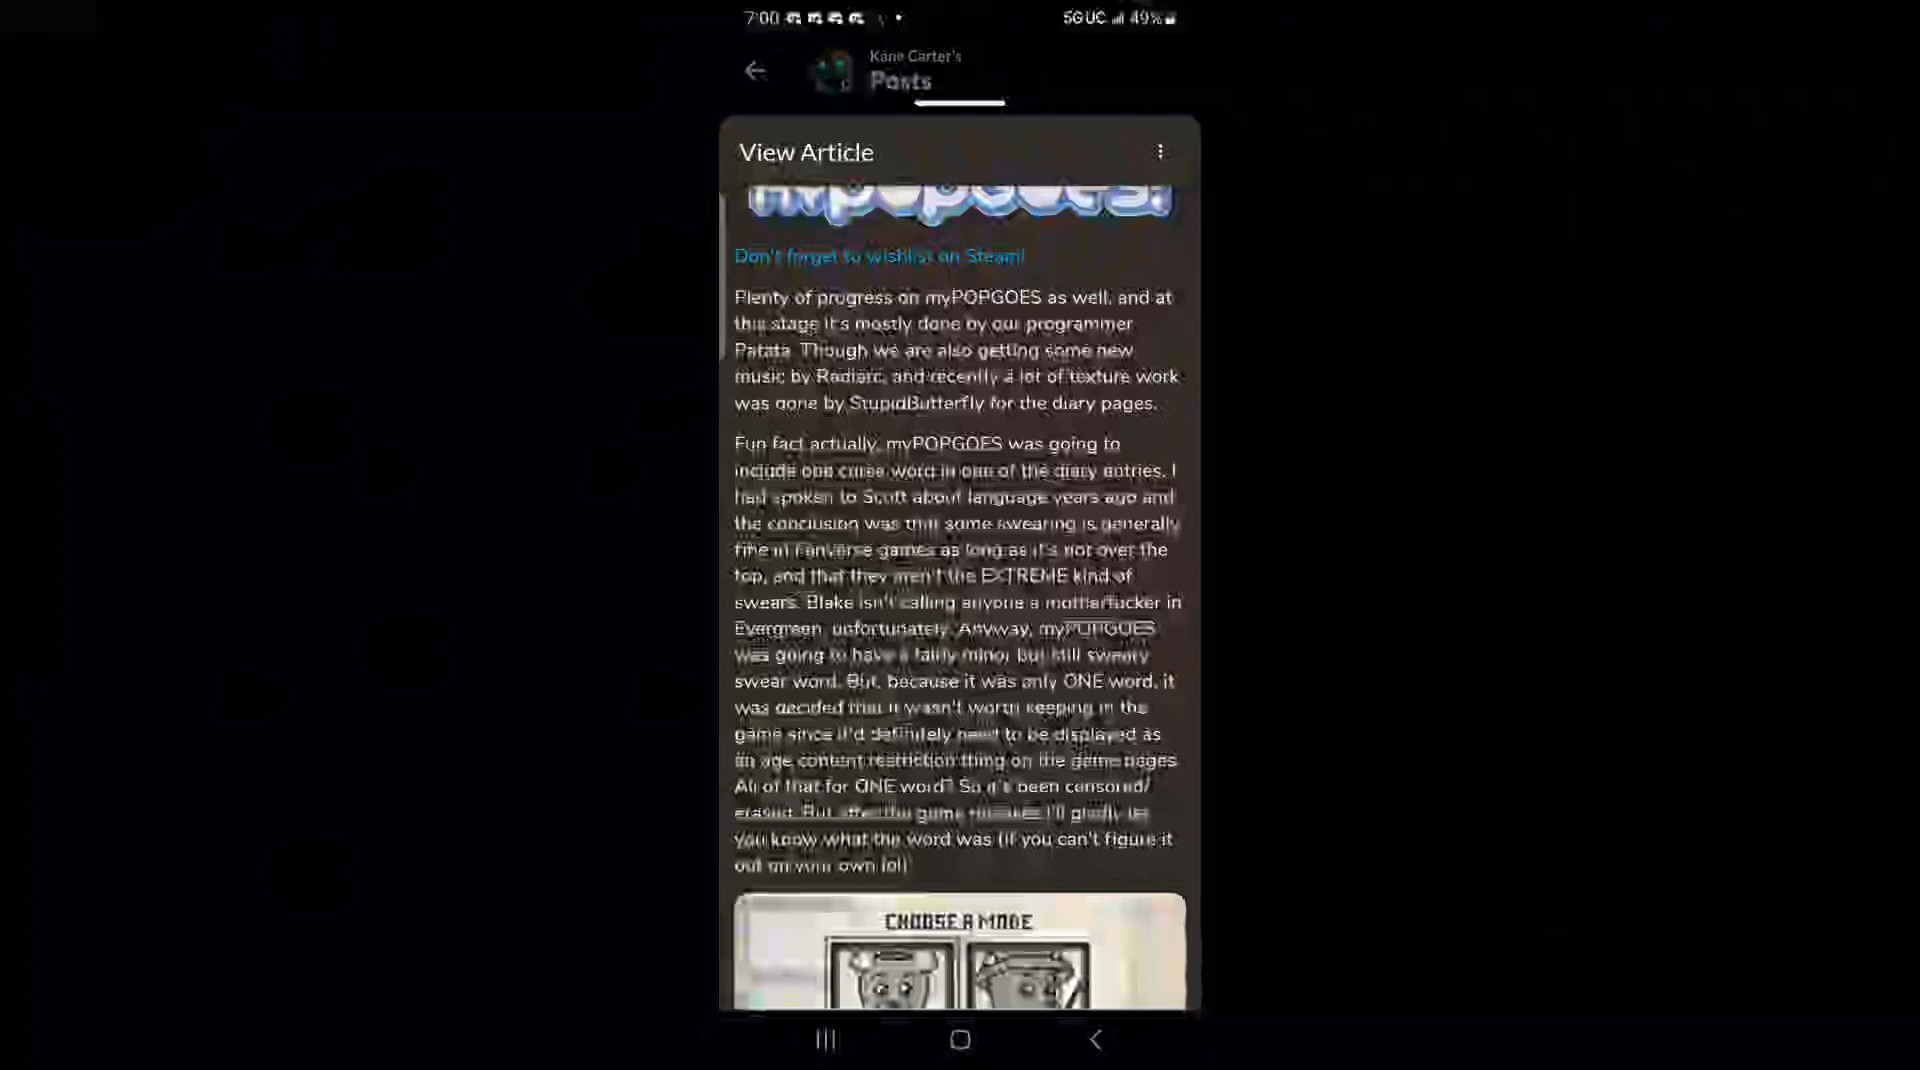 7:00
5G UC 49%
Kane Carter's
Posts
View Article
myPOPGOES!
Don't forget to wishlist on Steam!
Plenty of progress on myPOPGOES as well, and at
this stage it's mostly done by our programmer
Patata. Though we are also getting some new
music by Radiarc, and recently a lot of texture work
was done by StupidButterfly for the diary pages.
Fun fact actually, myPOPGOES was going to
include one curse word in one of the diary entries. I
had spoken to Scott about language years ago and
the conclusion was that some swearing is generally
fine in Fanverse games as long as it's not over the
top, and that they aren't the EXTREME kind of
swears. Blake isn't calling anyone a motherfucker in
Evergreen, unfortunately. Anyway, myPOPGOES
was going to have a fairly minor but still sweary
swear word. But, because it was only ONE word, it
was decided that it wasn't worth keeping in the
game since it'd definitely need to be displayed as
an age content restriction thing on the game pages.
All of that for ONE word? So it's been censored/
erased. But after the game releases I'll gladly let
you know what the word was (if you can't figure it
out on your own lol)
CHOOSE A MODE